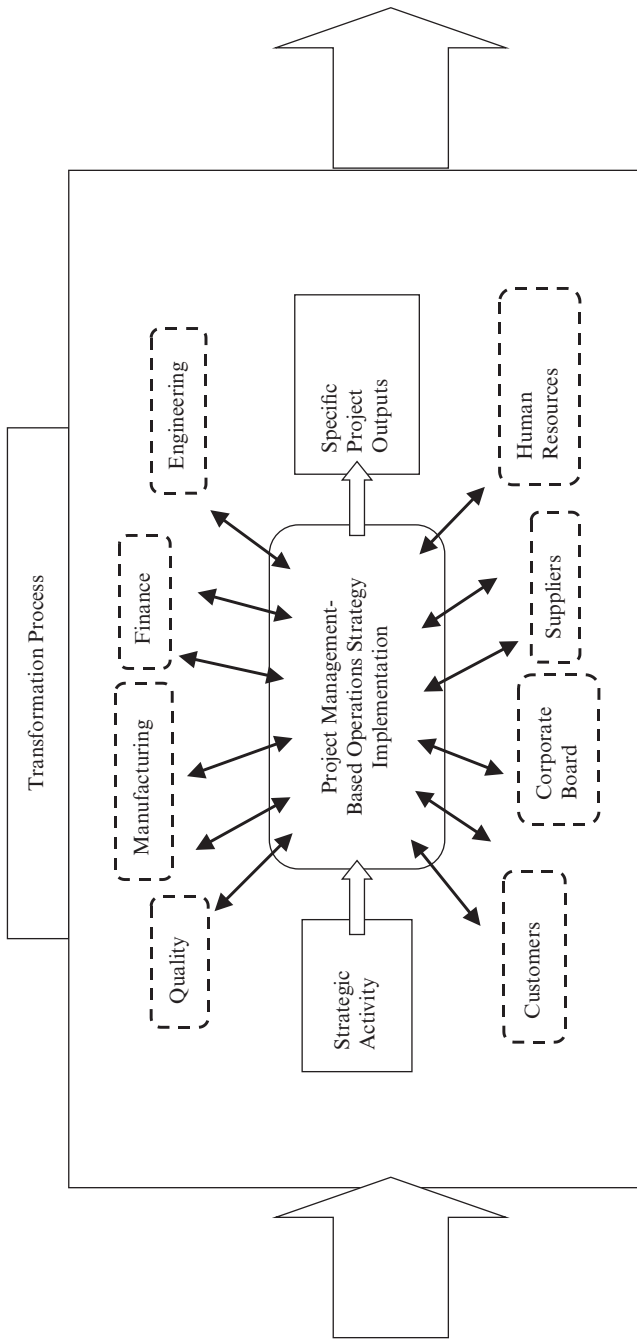 Transformation Process
Quality
Manufacturing
Finance
Engineering
Strategic
Activity
Project Management-
Based Operations Strategy
Implementation
Specific
Project
Outputs
Customers
Corporate
Board
Suppliers
Human
Resources